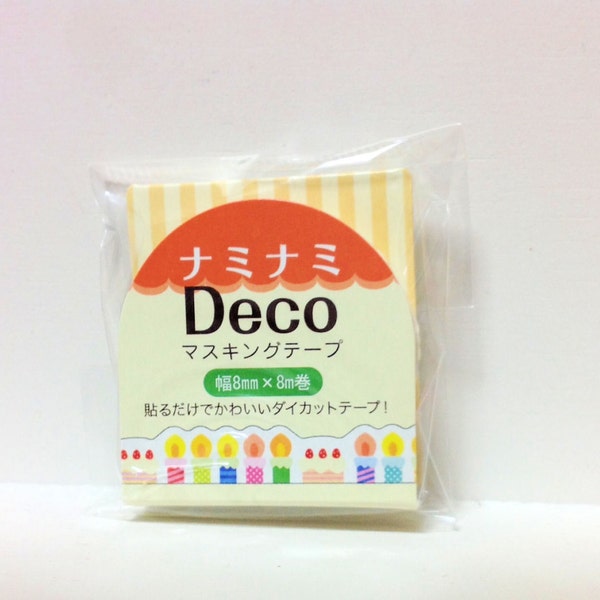 ナミナミ
Deco
マスキングテープ
幅8mm×8m巻
貼るだけでかわいいダイカットテープ!